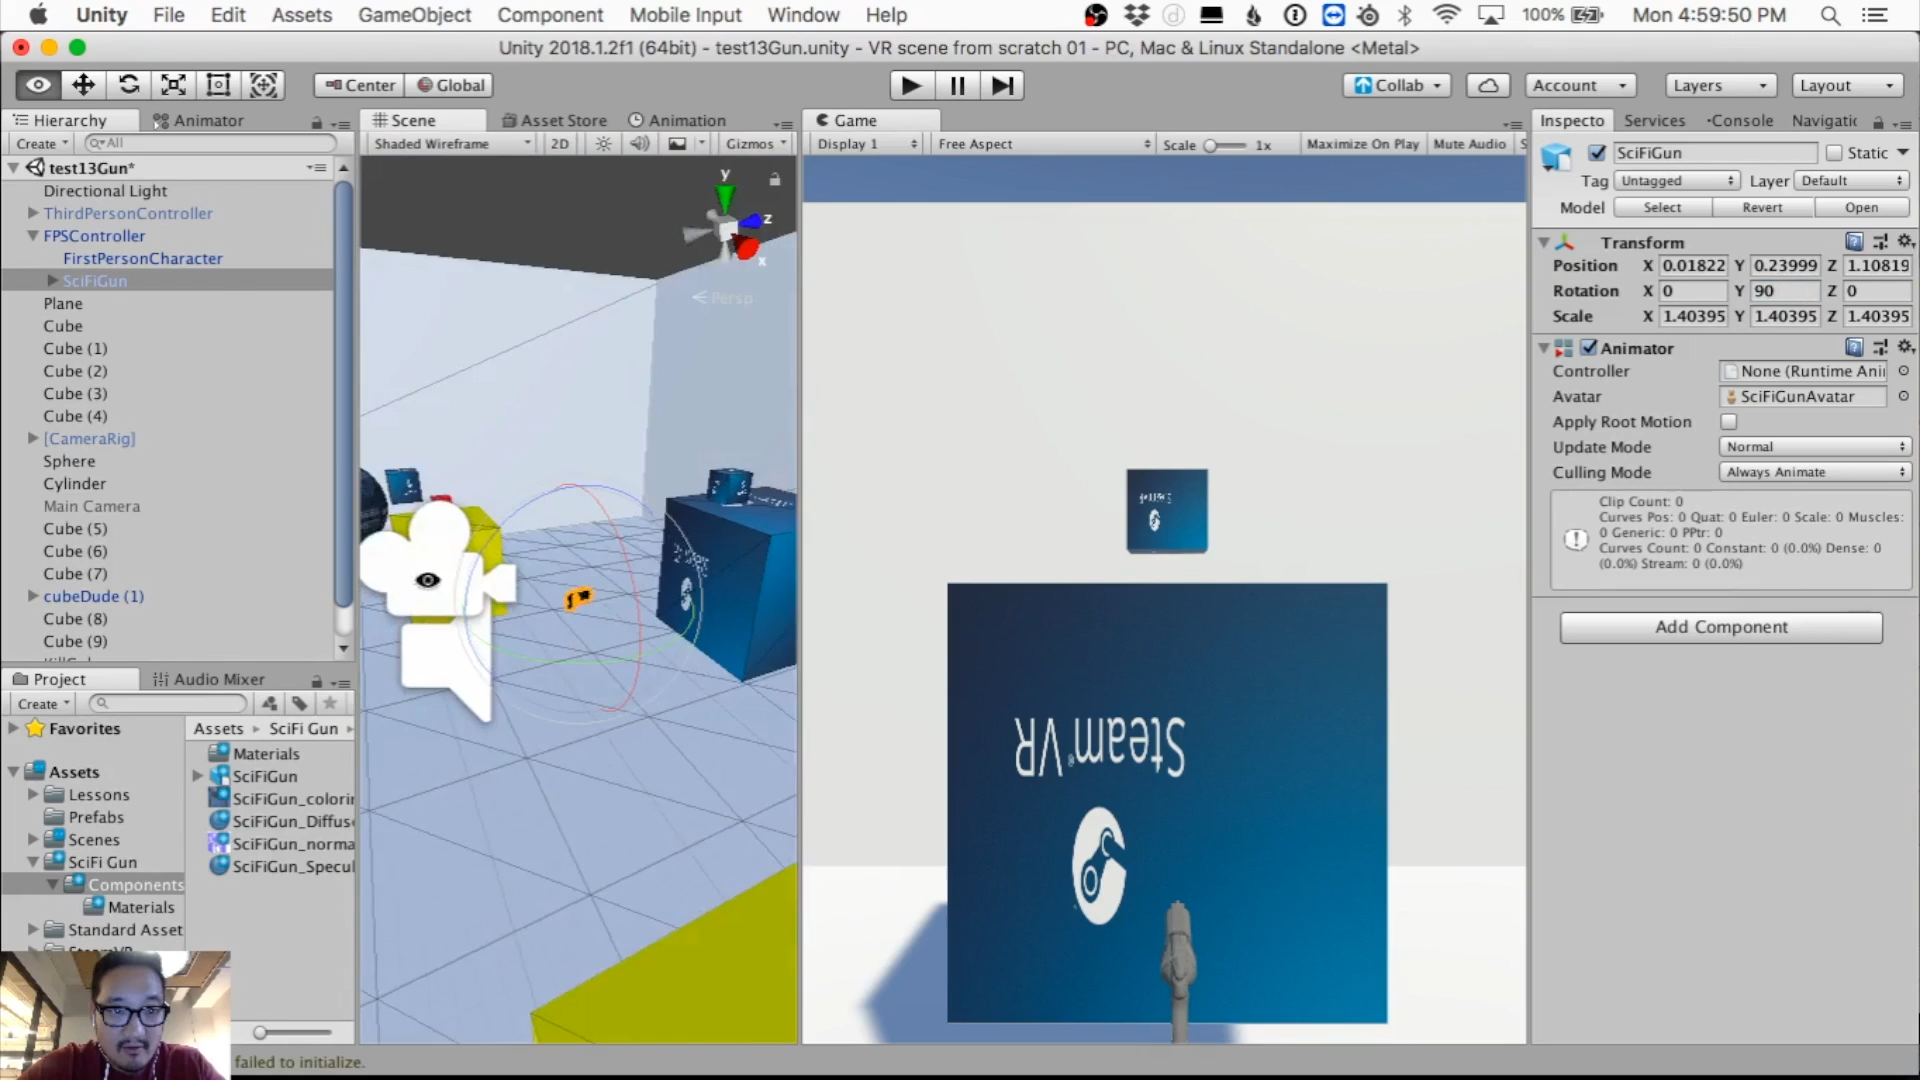 Unity File Edit Assets GameObject Component Mobile Input Window Help 100% Mon 4:59:50 PM
Unity 2018.1.2f1 (64bit) - test13Gun.unity - VR scene from scratch 01 - PC, Mac & Linux Standalone <Metal>
Center Global Collab Account Layers Layout
Hierarchy Animator
Create All
test13Gun*
Directional Light
ThirdPersonController
FPSController
FirstPersonCharacter
SciFiGun
Plane
Cube
Cube (1)
Cube (2)
Cube (3)
Cube (4)
[CameraRig]
Sphere
Cylinder
Main Camera
Cube (5)
Cube (6)
Cube (7)
cubeDude (1)
Cube (8)
Cube (9)
Scene Asset Store Animation
Shaded Wireframe 2D Gizmos
y
z
x
Persp
Game
Display 1 Free Aspect Scale 1x Maximize On Play Mute Audio S
Steam®VR
Inspecto Services Console Navigatic
SciFiGun Static
Tag Untagged Layer Default
Model Select Revert Open
Transform
Position X 0.01822 Y 0.23999 Z 1.10819
Rotation X 0 Y 90 Z 0
Scale X 1.40395 Y 1.40395 Z 1.40395
Animator
Controller None (Runtime Ani
Avatar SciFiGunAvatar
Apply Root Motion
Update Mode Normal
Culling Mode Always Animate
Clip Count: 0
Curves Pos: 0 Quat: 0 Euler: 0 Scale: 0 Muscles:
0 Generic: 0 PPtr: 0
Curves Count: 0 Constant: 0 (0.0%) Dense: 0
(0.0%) Stream: 0 (0.0%)
Add Component
Project Audio Mixer
Create
Favorites
Assets
Lessons
Prefabs
Scenes
SciFi Gun
Components
Materials
Standard Asset
Assets SciFi Gun
Materials
SciFiGun
SciFiGun_colorin
SciFiGun_Diffuse
SciFiGun_norma
SciFiGun_Specul
failed to initialize.